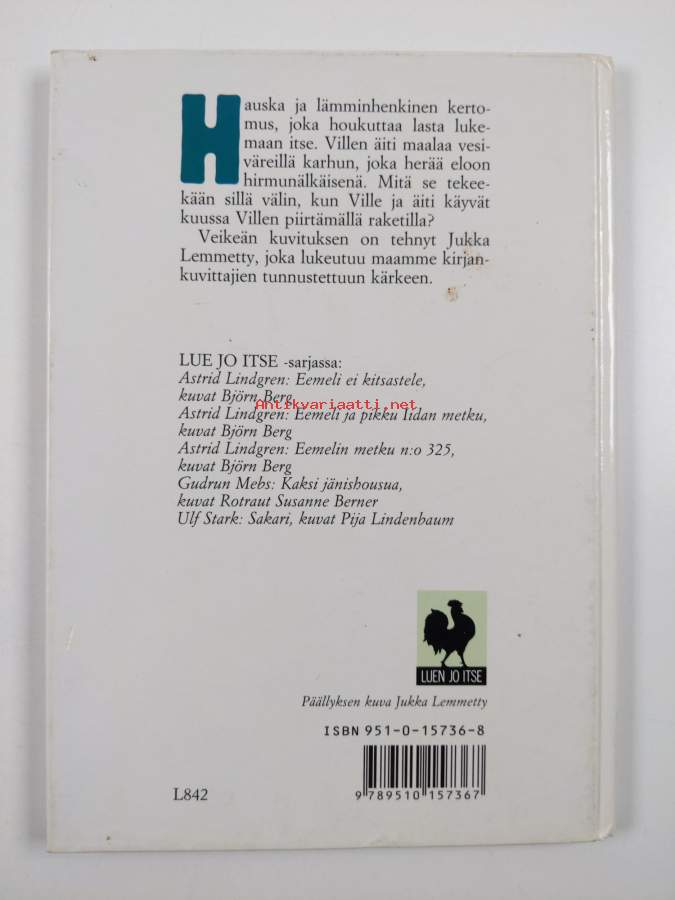 Hauska ja lämminhenkinen kerto-
mus, joka houkuttaa lasta luke-
maan itse. Villen äiti maalaa vesi-
väreillä karhun, joka herää eloon
hirmunälkäisenä. Mitä se tekee-
kään sillä välin, kun Ville ja äiti käyvät
kuussa Villen piirtämällä raketilla?
Veikeän kuvituksen on tehnyt Jukka
Lemmetty, joka lukeutuu maamme kirjan-
kuvittajien tunnustettuun kärkeen.
LUE JO ITSE -sarjassa:
Astrid Lindgren: Eemeli ei kitsastele,
kuvat Björn Berg
Antikvariaatti.net
Astrid Lindgren: Eemeli ja pikku Iidan metku,
kuvat Björn Berg
Astrid Lindgren: Eemelin metku n:o 325,
kuvat Björn Berg
Gudrun Mebs: Kaksi jänishousua,
kuvat Rotraut Susanne Berner
Ulf Stark: Sakari, kuvat Pija Lindenbaum
LUEN JO ITSE
Päällyksen kuva Jukka Lemmetty
ISBN 951-0-15736-8
L842
9 789510 157367